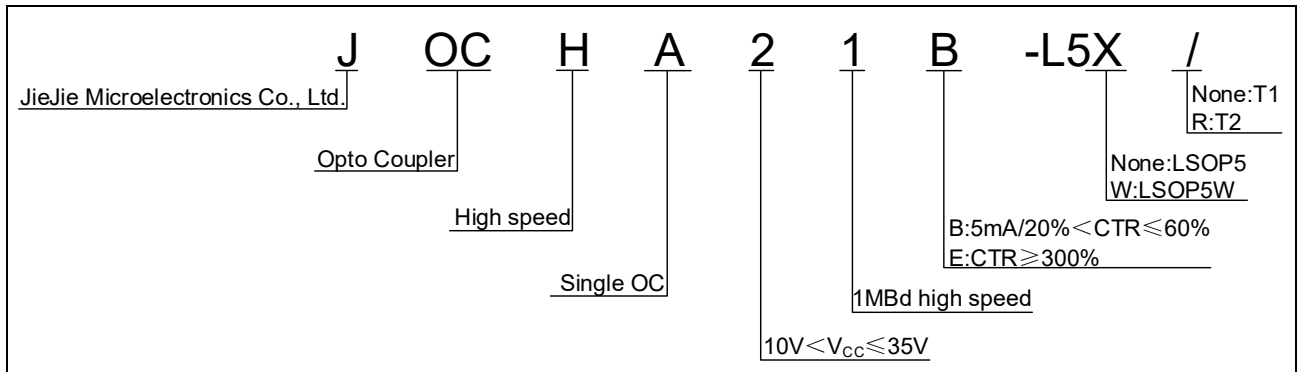 J OC H A 2 1 B -L5X /
JieJie Microelectronics Co., Ltd.
None:T1
R:T2
Opto Coupler
None:LSOP5
W:LSOP5W
High speed
B:5mA/20%<CTR≤60%
E:CTR≥300%
Single OC
1MBd high speed
10V<VCC≤35V